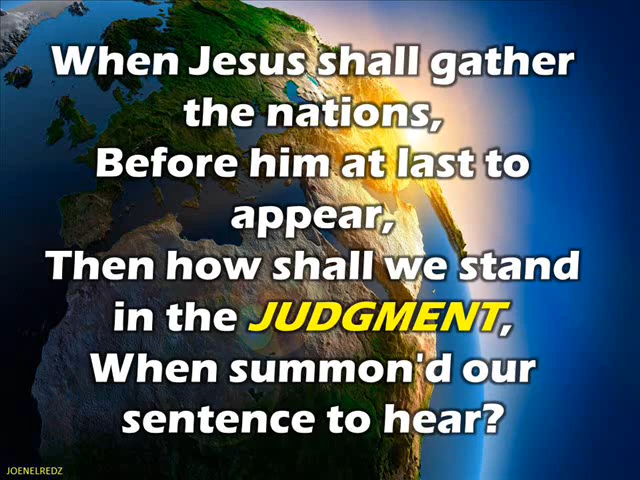 When Jesus shall gather
the nations,
Before him at last to
appear,
Then how shall we stand
in the JUDGMENT,
When summon'd our
sentence to hear?
JOENELREDZ